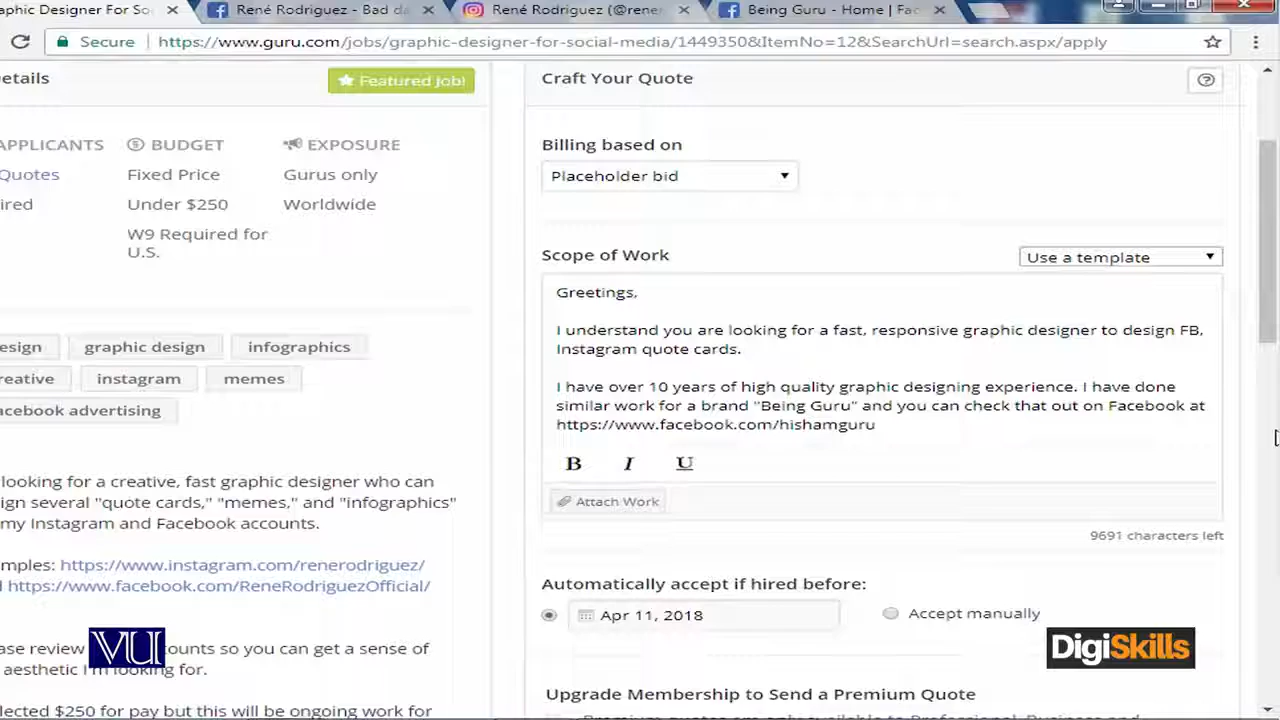 aphic Designer For So
René Rodriguez - Bad da
René Rodriguez (@rener
Being Guru - Home | Fac
Secure
https://www.guru.com/jobs/graphic-designer-for-social-media/1449350&ItemNo=12&SearchUrl=search.aspx/apply
etails
Featured Job!
APPLICANTS
BUDGET
EXPOSURE
Quotes
Fixed Price
Gurus only
ired
Under $250
Worldwide
W9 Required for
U.S.
esign
graphic design
infographics
reative
instagram
memes
acebook advertising
looking for a creative, fast graphic designer who can
ign several "quote cards," "memes," and "infographics"
my Instagram and Facebook accounts.
mples: https://www.instagram.com/renerodriguez/
d https://www.facebook.com/ReneRodriguezOfficial/
ase review
ounts so you can get a sense of
aesthetic I'm looking for.
elected $250 for pay but this will be ongoing work for
VU
Craft Your Quote
Billing based on
Placeholder bid
Scope of Work
Use a template
Greetings,
I understand you are looking for a fast, responsive graphic designer to design FB,
Instagram quote cards.
I have over 10 years of high quality graphic designing experience. I have done
similar work for a brand "Being Guru" and you can check that out on Facebook at
https://www.facebook.com/hishamguru
B I U
Attach Work
9691 characters left
Automatically accept if hired before:
Apr 11, 2018
Accept manually
DigiSkills
Upgrade Membership to Send a Premium Quote